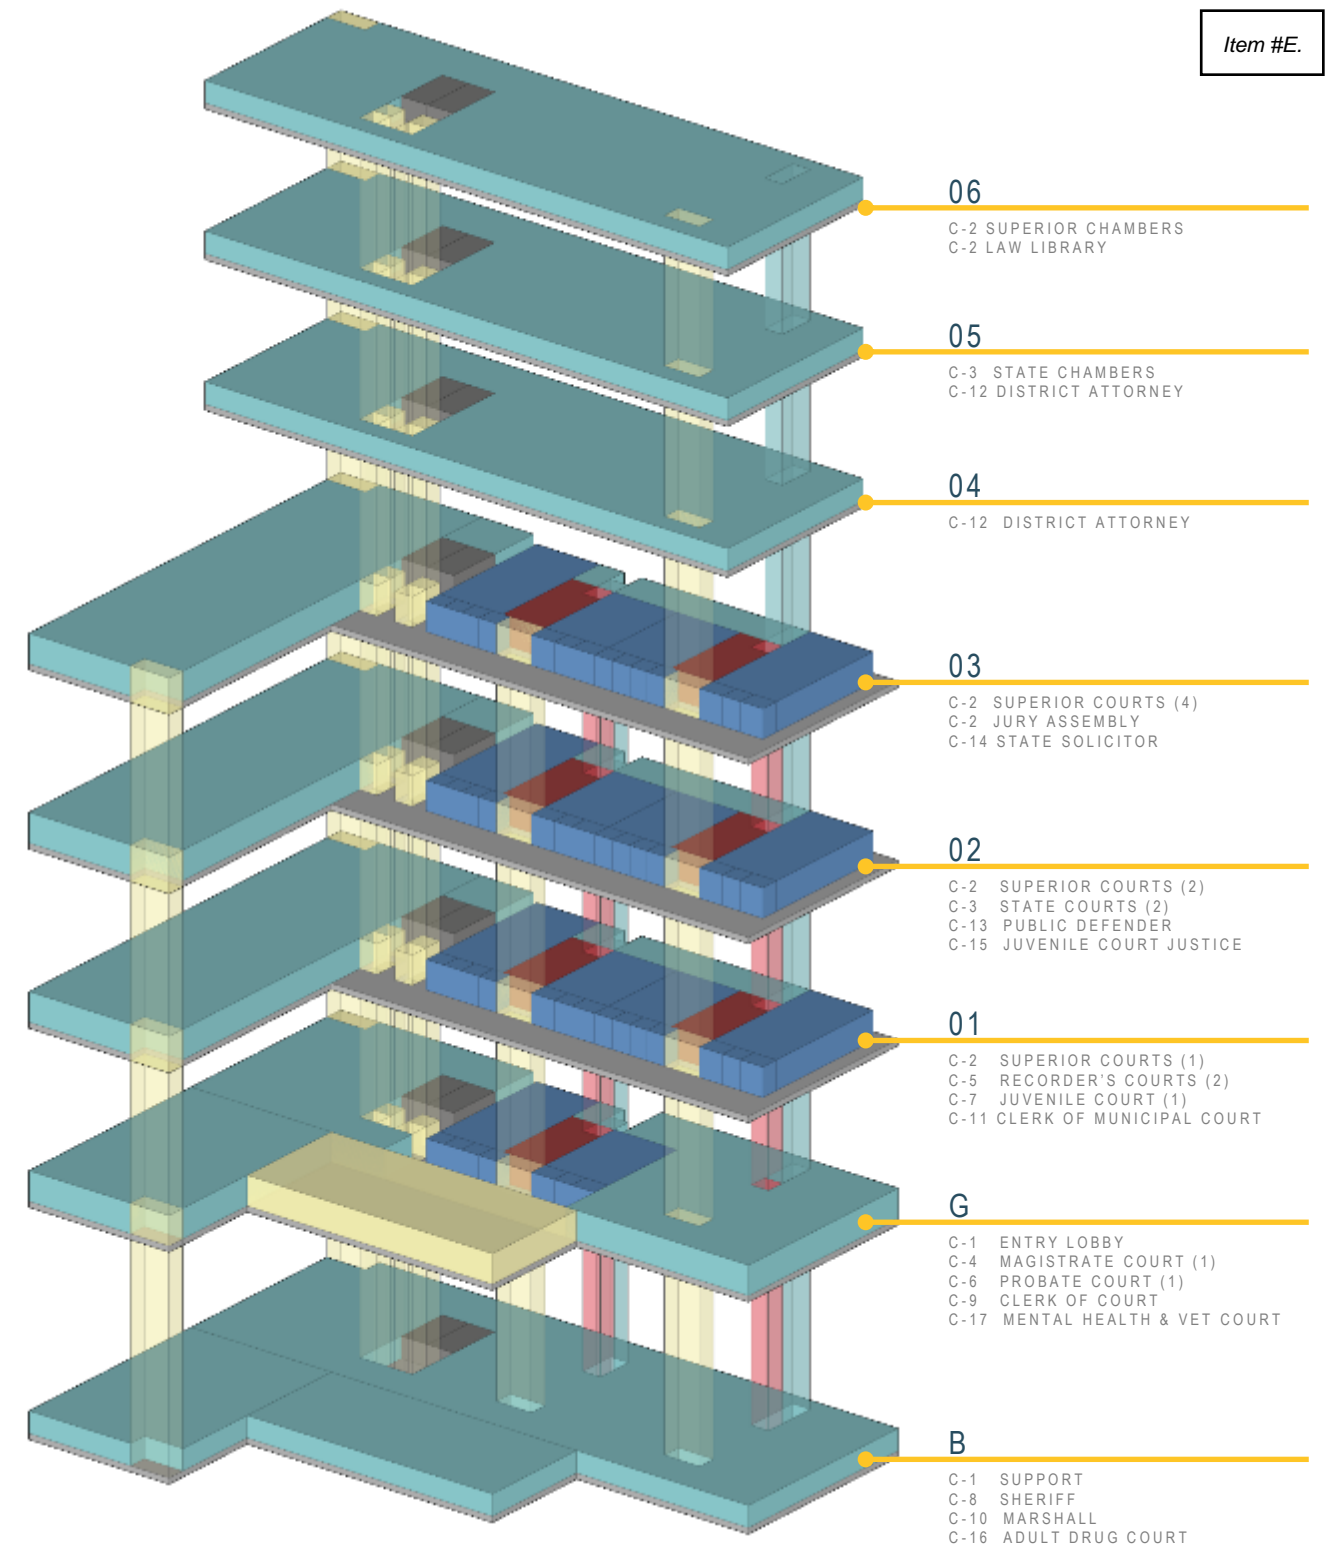 Item #E.
06
C-2 SUPERIOR CHAMBERS
C-2 LAW LIBRARY
05
C-3 STATE CHAMBERS
C-12 DISTRICT ATTORNEY
04
C-12 DISTRICT ATTORNEY
03
C-2 SUPERIOR COURTS (4)
C-2 JURY ASSEMBLY
C-14 STATE SOLICITOR
02
C-2 SUPERIOR COURTS (2)
C-3 STATE COURTS (2)
C-13 PUBLIC DEFENDER
C-15 JUVENILE COURT JUSTICE
01
C-2 SUPERIOR COURTS (1)
C-5 RECORDER'S COURTS (2)
C-7 JUVENILE COURT (1)
C-11 CLERK OF MUNICIPAL COURT
G
C-1 ENTRY LOBBY
C-4 MAGISTRATE COURT (1)
C-6 PROBATE COURT (1)
C-9 CLERK OF COURT
C-17 MENTAL HEALTH & VET COURT
B
C-1 SUPPORT
C-8 SHERIFF
C-10 MARSHALL
C-16 ADULT DRUG COURT